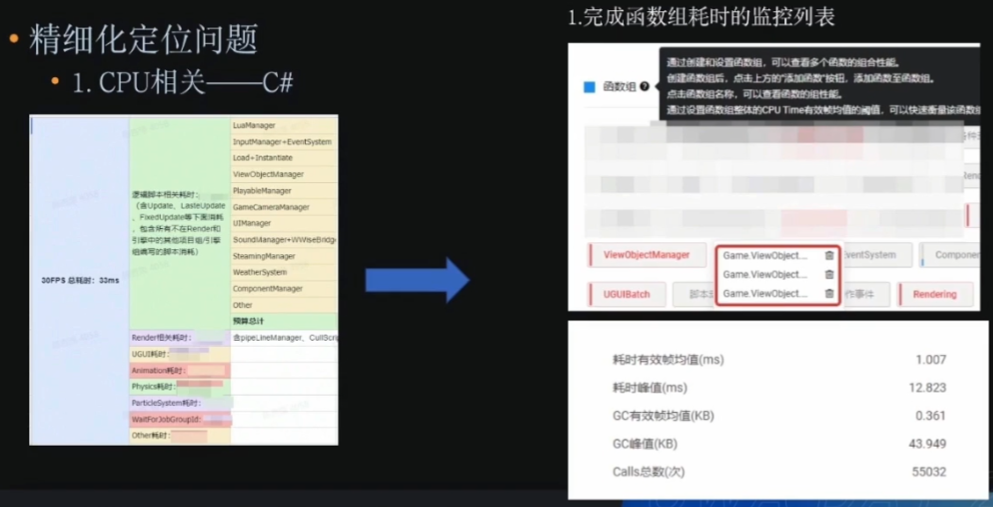 精细化定位问题
1. CPU相关——C#
30FPS 总耗时：33ms
逻辑脚本相关耗时：
（含Update、LasteUpdate
、FixedUpdate等下面消耗
，包含所有不在Render和
引擎中的其他项目组/引擎
组编写的脚本消耗）
LuaManager
InputManager+EventSystem
Load+Instantiate
ViewObjectManager
PlayableManager
GameCameraManager
UIManager
SoundManager+WWiseBridge
SteamingManager
WeatherSystem
ComponentManager
Other
预算总计
Render相关耗时：
含pipeLineManager、CullScrip
UGUI耗时：
Animation耗时：
Physics耗时：
ParticleSystem耗时：
WaitForJobGroupId:
Other耗时：
1.完成函数组耗时的监控列表
函数组
通过创建和设置函数组，可以查看多个函数的组合性能。
创建函数组后，点击上方的“添加函数”按钮，添加函数至函数组。
点击函数组名称，可以查看函数的组性能。
通过设置函数组整体的CPU Time有效帧均值的阈值，可以快速衡量该函数组
ViewObjectManager
Game.ViewObject...
Game.ViewObject...
Game.ViewObject...
EventSystem
Componen
UGUIBatch
作事件
Rendering
耗时有效帧均值(ms) 1.007
耗时峰值(ms) 12.823
GC有效帧均值(KB) 0.361
GC峰值(KB) 43.949
Calls总数(次) 55032